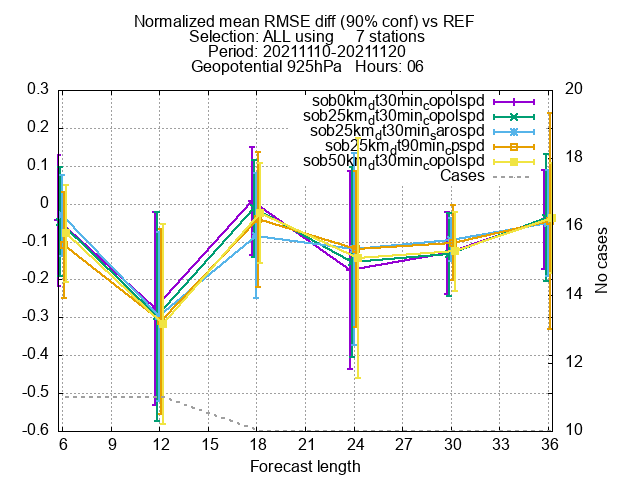 Normalized mean RMSE diff (90% conf) vs REF
Selection: ALL using 7 stations
Period: 20211110-20211120
Geopotential 925hPa Hours: 06
sob0km_dt30min_copolspd
sob25km_dt30min_copolspd
sob25km_dt30min_sarospd
sob25km_dt90min_cpspd
sob50km_dt30min_copolspd
Cases
0.3
0.2
0.1
0
-0.1
-0.2
-0.3
-0.4
-0.5
-0.6
20
18
16
14
12
10
No cases
6 9 12 15 18 21 24 27 30 33 36
Forecast length